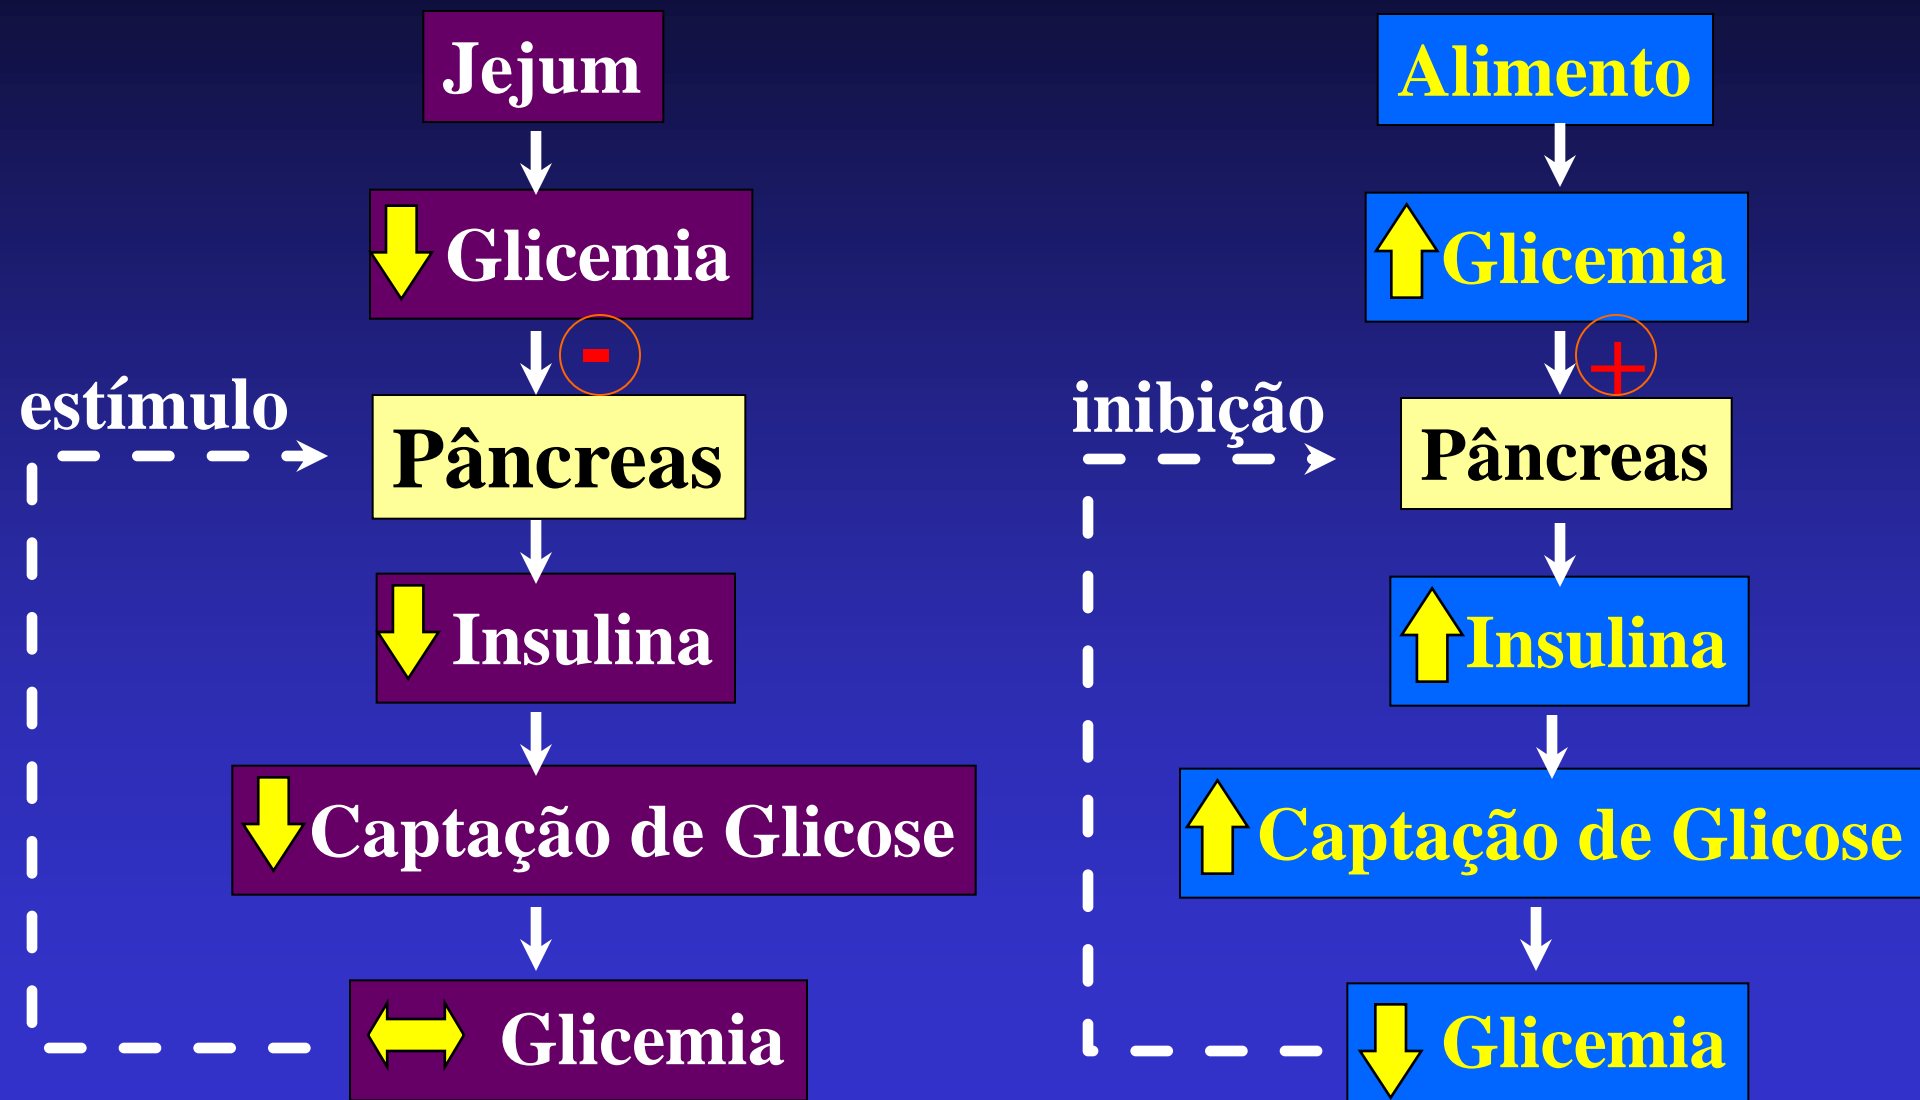 Jejum
Glicemia
-
estímulo
Pâncreas
Insulina
Captação de Glicose
Glicemia
Alimento
Glicemia
+
inibição
Pâncreas
Insulina
Captação de Glicose
Glicemia